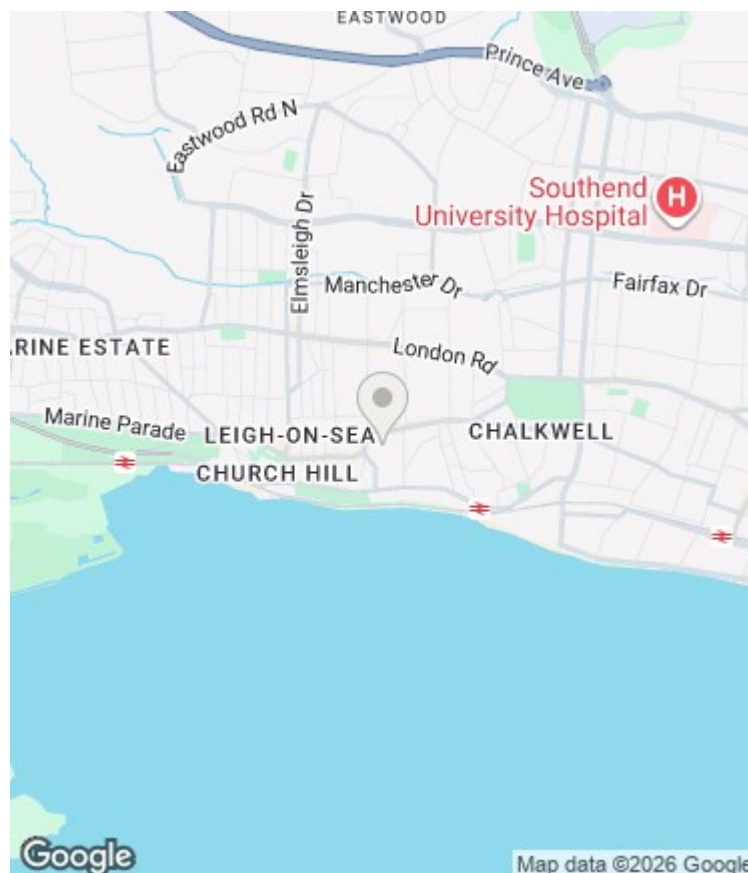 EASTWOOD
Prince Ave
Eastwood Rd N
Southend
University Hospital
H
Elmsleigh Dr
Manchester Dr
Fairfax Dr
ARINE ESTATE
London Rd
Marine Parade
LEIGH-ON-SEA
CHALKWELL
CHURCH HILL
Google
Map data ©2026 Google